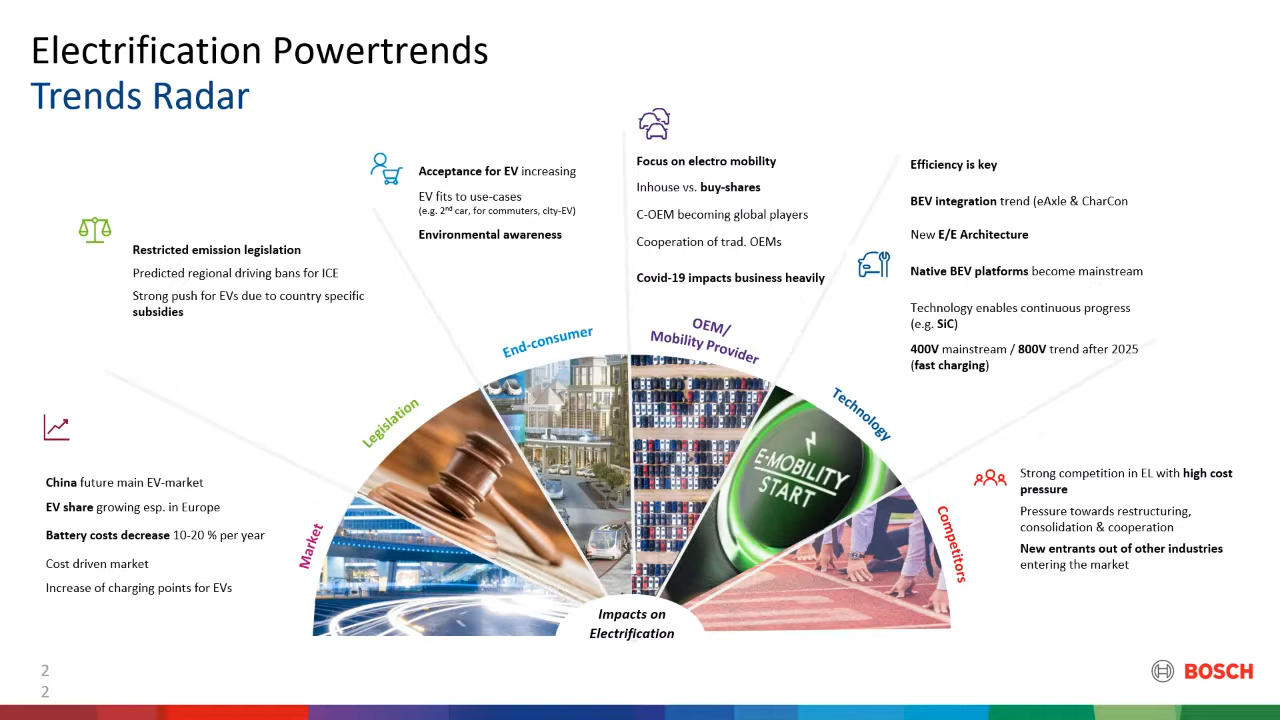 Electrification Powertrends
Trends Radar
Restricted emission legislation
Predicted regional driving bans for ICE
Strong push for EVs due to country specific
subsidies
Acceptance for EV increasing
EV fits to use-cases
(e.g. 2nd car, for commuters, city-EV)
Environmental awareness
Focus on electro mobility
Inhouse vs. buy-shares
C-OEM becoming global players
Cooperation of trad. OEMs
Covid-19 impacts business heavily
Efficiency is key
BEV integration trend (eAxle & CharCon
New E/E Architecture
Native BEV platforms become mainstream
Technology enables continuous progress
(e.g. SiC)
400V mainstream / 800V trend after 2025
(fast charging)
China future main EV-market
EV share growing esp. in Europe
Battery costs decrease 10-20 % per year
Cost driven market
Increase of charging points for EVs
Market
Legislation
End-consumer
OEM/
Mobility Provider
Technology
Competitors
E-MOBILITY
START
Impacts on
Electrification
Strong competition in EL with high cost
pressure
Pressure towards restructuring,
consolidation & cooperation
New entrants out of other industries
entering the market
2
2
BOSCH